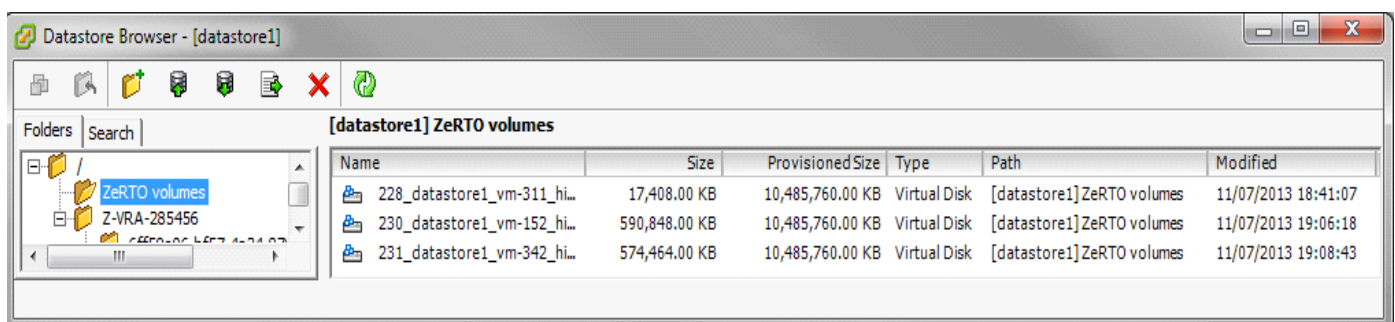 Datastore Browser - [datastore1]
Folders Search
[datastore1] ZeRTO volumes
/
ZeRTO volumes
Z-VRA-285456
Name Size Provisioned Size Type Path Modified
228_datastore1_vm-311_hi... 17,408.00 KB 10,485,760.00 KB Virtual Disk [datastore1] ZeRTO volumes 11/07/2013 18:41:07
230_datastore1_vm-152_hi... 590,848.00 KB 10,485,760.00 KB Virtual Disk [datastore1] ZeRTO volumes 11/07/2013 19:06:18
231_datastore1_vm-342_hi... 574,464.00 KB 10,485,760.00 KB Virtual Disk [datastore1] ZeRTO volumes 11/07/2013 19:08:43